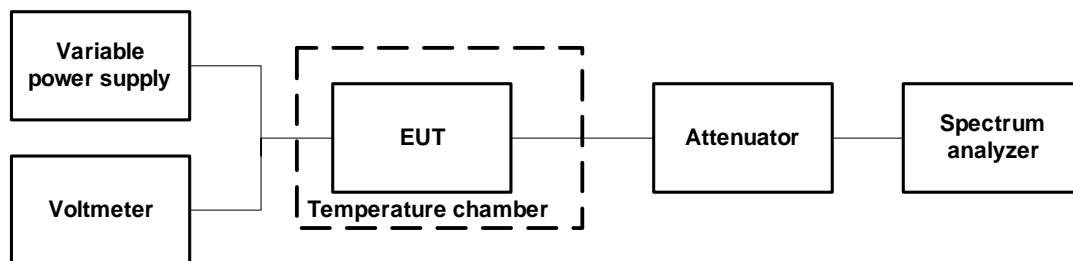 Variable
power supply
Voltmeter
EUT
Temperature chamber
Attenuator
Spectrum
analyzer